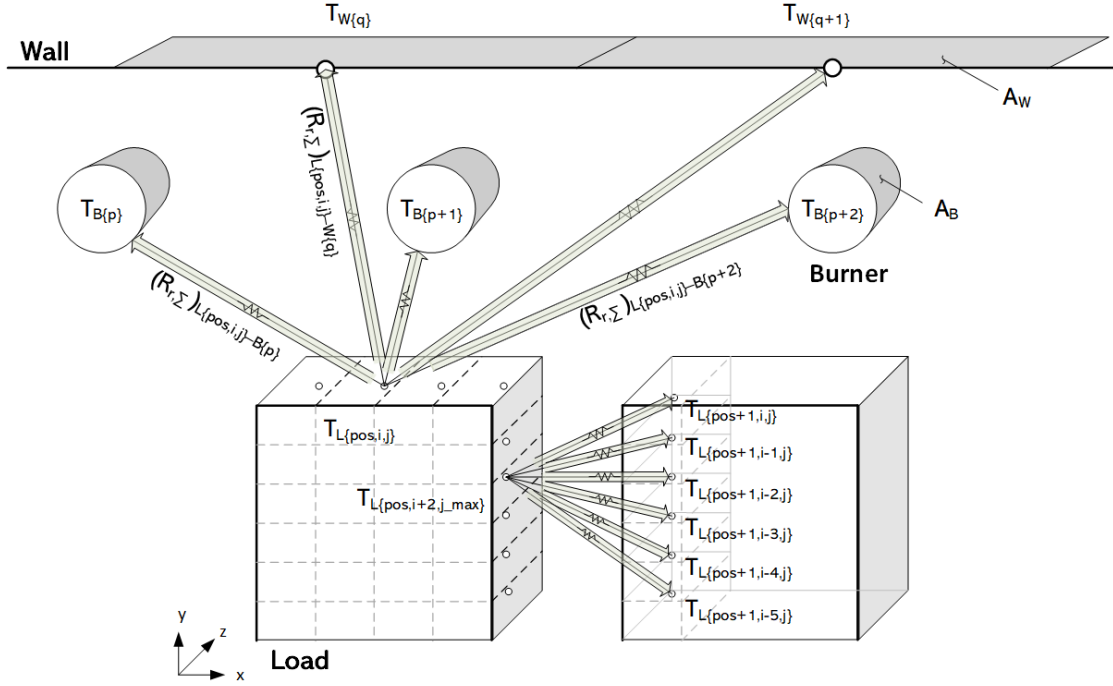 T_W{q}
T_W{q+1}
Wall
A_W
(R_r,∑)_L{pos,i,j}–W{q}
T_B{p}
T_B{p+1}
T_B{p+2}
A_B
Burner
(R_r,∑)_L{pos,i,j}–B{p}
(R_r,∑)_L{pos,i,j}–B{p+2}
T_L{pos,i,j}
T_L{pos,i+2,j_max}
T_L{pos+1,i,j}
T_L{pos+1,i-1,j}
T_L{pos+1,i-2,j}
T_L{pos+1,i-3,j}
T_L{pos+1,i-4,j}
T_L{pos+1,i-5,j}
y
z
x
Load